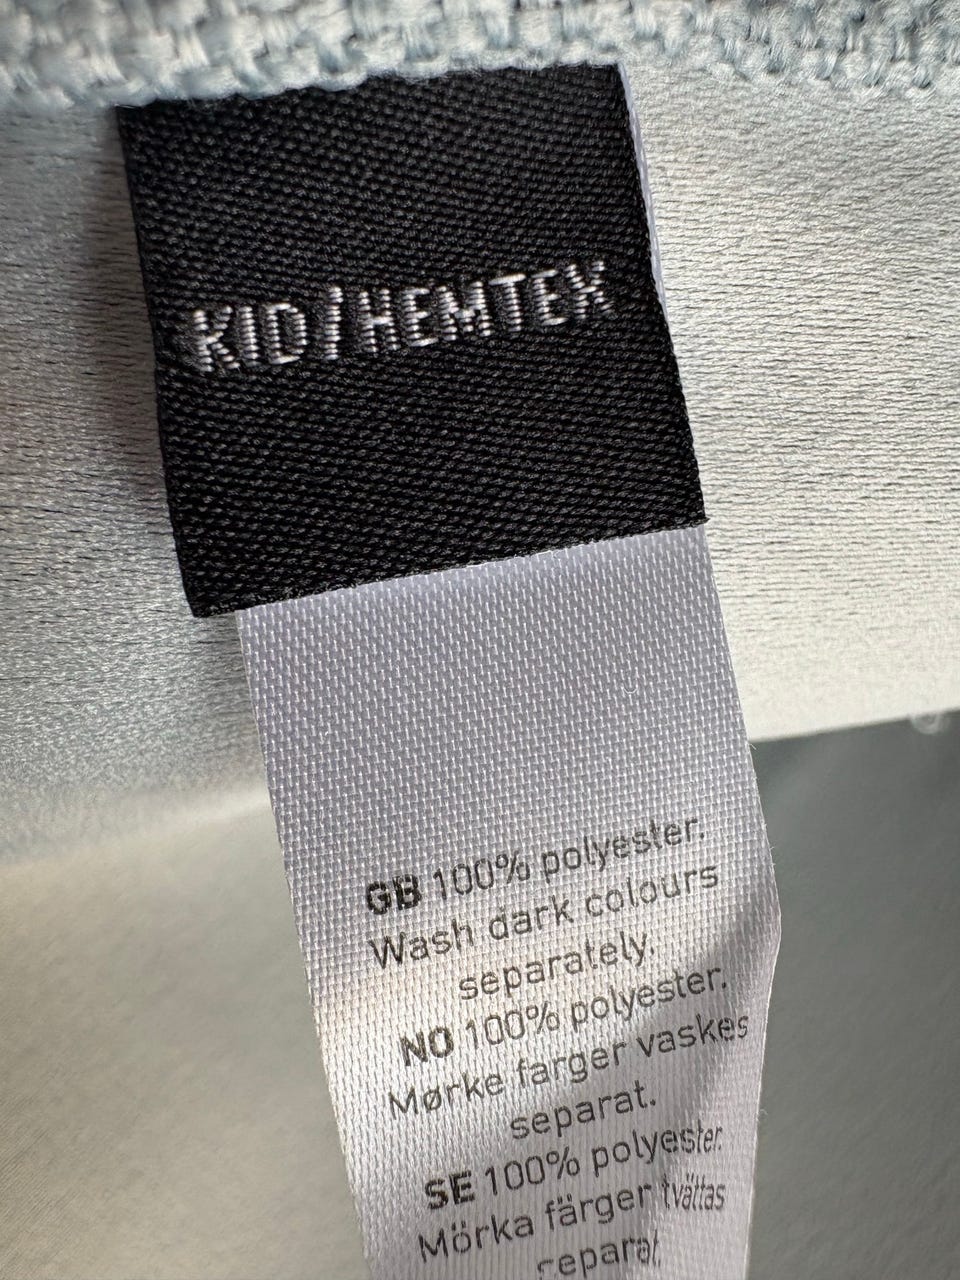 KID/HEMTEX
GB 100% polyester.
Wash dark colours
separately.
NO 100% polyester.
Mørke farger vaskes
separat.
SE 100% polyester.
Mörka färger tvättas
separat